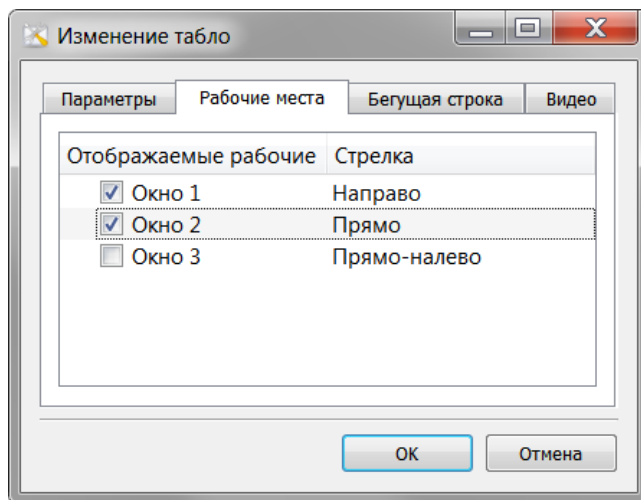 Изменение табло
Параметры Рабочие места Бегущая строка Видео
Отображаемые рабочие Стрелка
Окно 1 Направо
Окно 2 Прямо
Окно 3 Прямо-налево
ОК Отмена